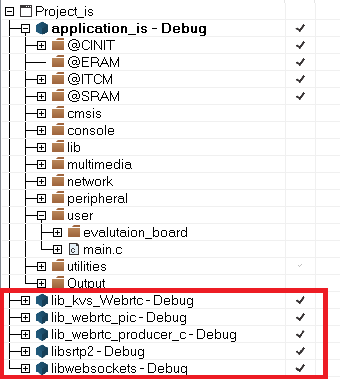 Project_is
application_is - Debug
@CINIT
@ERAM
@ITCM
@SRAM
cmsis
console
lib
multimedia
network
peripheral
user
evalutaion_board
main.c
utilities
Output
lib_kvs_Webrtc - Debug
lib_webrtc_pic - Debug
lib_webrtc_producer_c - Debug
libsrtp2 - Debug
libwebsockets - Debug